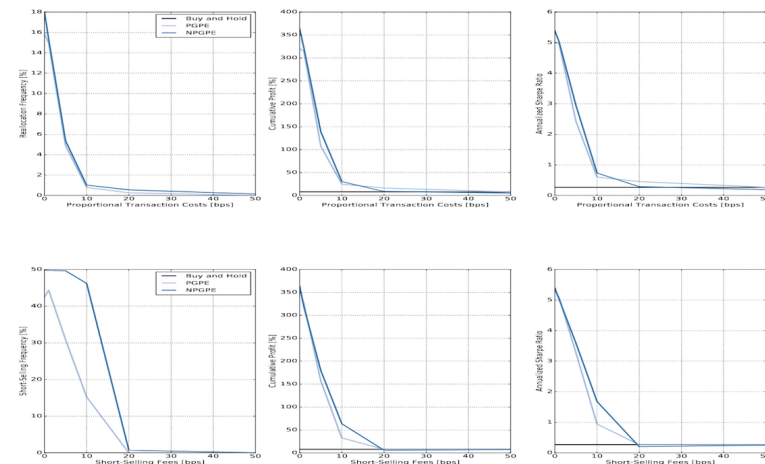 18
16
14
12
10
8
6
4
2
0
Reallocation Frequency [%]
Buy and Hold
PGPE
NPGPE
0 10 20 30 40 50
Proportional Transaction Costs [bps]
400
350
300
250
200
150
100
50
0
Cumulative Profit [%]
0 10 20 30 40 50
Proportional Transaction Costs [bps]
6
5
4
3
2
1
0
Annualized Sharpe Ratio
0 10 20 30 40 50
Proportional Transaction Costs [bps]
50
40
30
20
10
0
Short-Selling Frequency [%]
Buy and Hold
PGPE
NPGPE
0 10 20 30 40 50
Short-Selling Fees [bps]
400
350
300
250
200
150
100
50
0
Cumulative Profit [%]
0 10 20 30 40 50
Short-Selling Fees [bps]
6
5
4
3
2
1
0
Annualized Sharpe Ratio
0 10 20 30 40 50
Short-Selling Fees [bps]